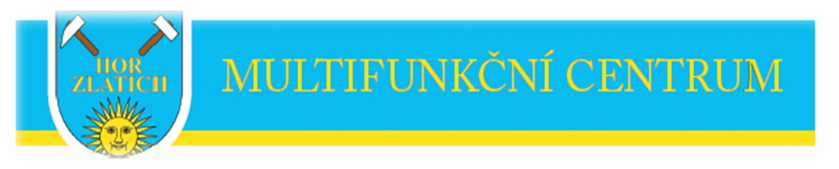 HOR
ZLATICH
MULTIFUNKČNÍ CENTRUM